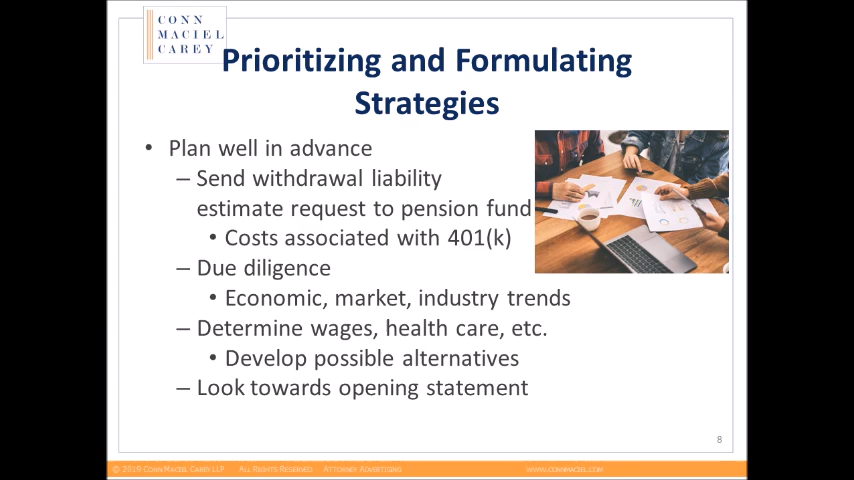 CONN
MACIEL
CAREY
Prioritizing and Formulating
Strategies
• Plan well in advance
– Send withdrawal liability
estimate request to pension fund
• Costs associated with 401(k)
– Due diligence
• Economic, market, industry trends
– Determine wages, health care, etc.
• Develop possible alternatives
– Look towards opening statement
8
© 2019 CONN MACIEL CAREY LLP ALL RIGHTS RESERVED ATTORNEY ADVERTISING WWW.CONNMACIEL.COM